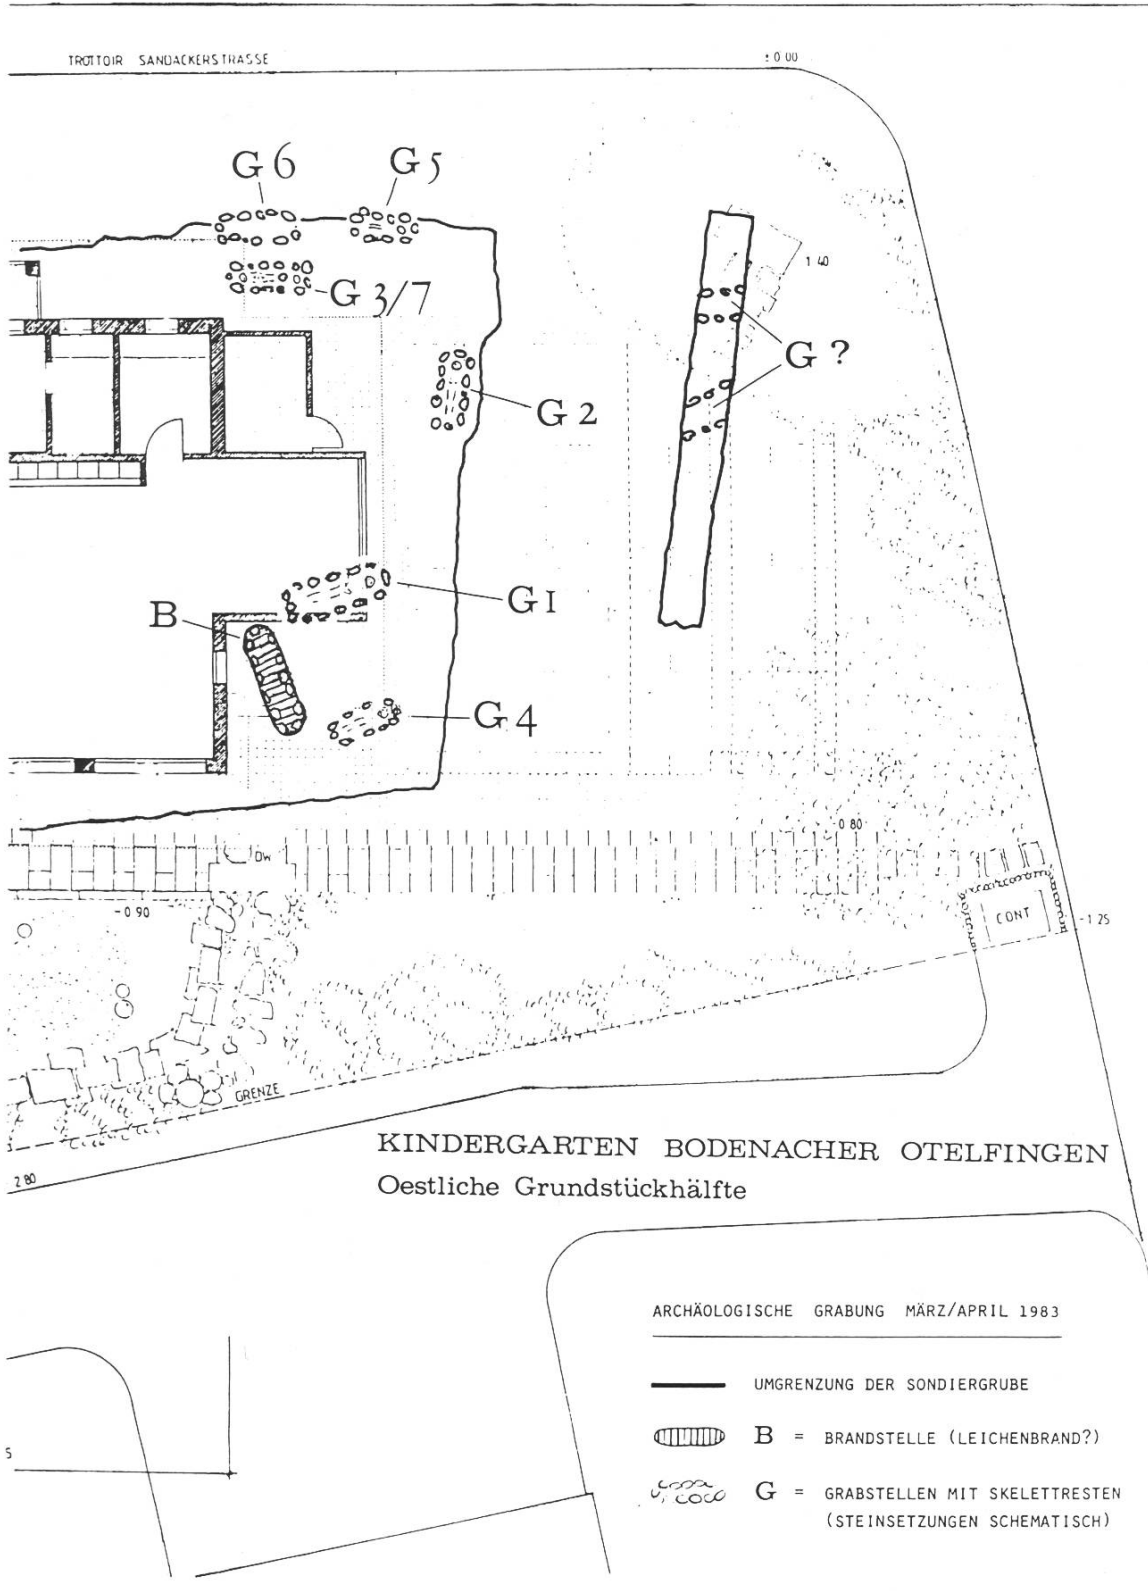 TROTTOIR SANDACKERSTRASSE
± 0 00
G 6
G 5
G 3/7
1 40
G ?
G 2
G 1
B
G 4
- 0 80
DW
- 0 90
CONT
- 1 25
GRENZE
2 80
KINDERGARTEN BODENACHER OTELFINGEN
Oestliche Grundstückhälfte
ARCHÄOLOGISCHE GRABUNG MÄRZ/APRIL 1983
UMGRENZUNG DER SONDIERGRUBE
B = BRANDSTELLE (LEICHENBRAND?)
G = GRABSTELLEN MIT SKELETTRESTEN
(STEINSETZUNGEN SCHEMATISCH)